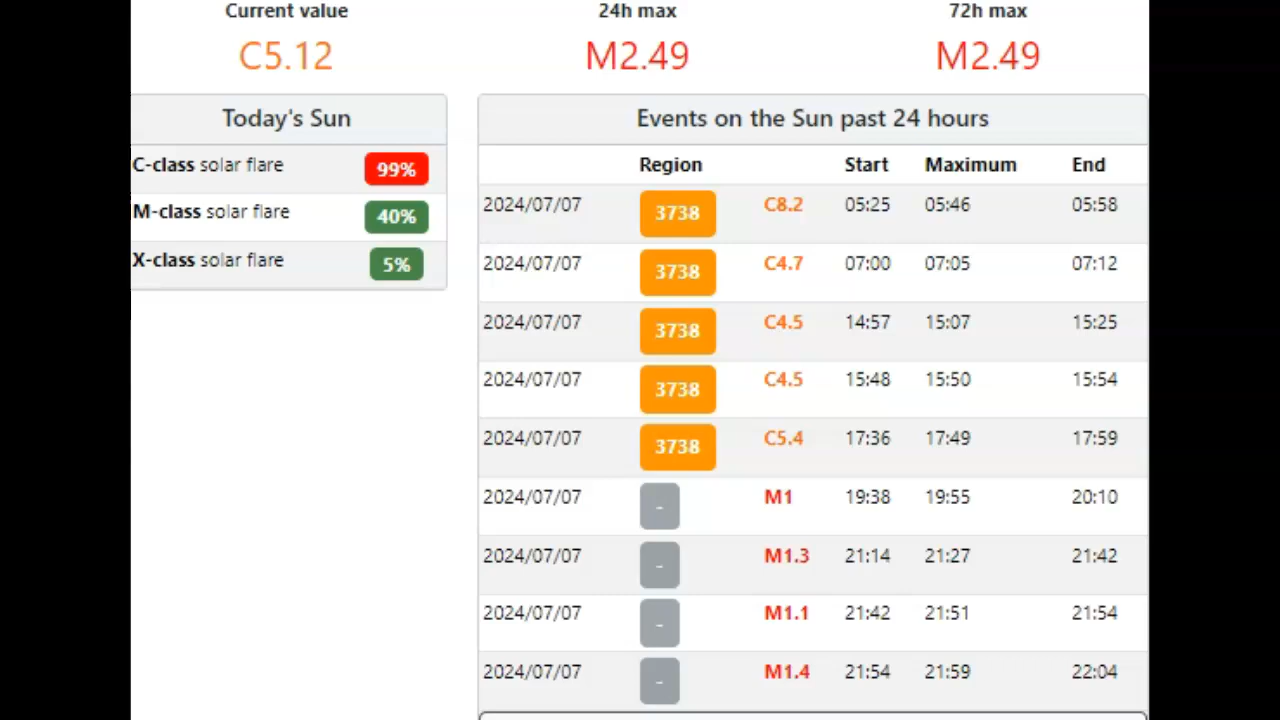 Current value 24h max 72h max
C5.12 M2.49 M2.49
Today's Sun
C-class solar flare 99%
M-class solar flare 40%
X-class solar flare 5%
Events on the Sun past 24 hours
Region Start Maximum End
2024/07/07 3738 C8.2 05:25 05:46 05:58
2024/07/07 3738 C4.7 07:00 07:05 07:12
2024/07/07 3738 C4.5 14:57 15:07 15:25
2024/07/07 3738 C4.5 15:48 15:50 15:54
2024/07/07 3738 C5.4 17:36 17:49 17:59
2024/07/07 - M1 19:38 19:55 20:10
2024/07/07 - M1.3 21:14 21:27 21:42
2024/07/07 - M1.1 21:42 21:51 21:54
2024/07/07 - M1.4 21:54 21:59 22:04